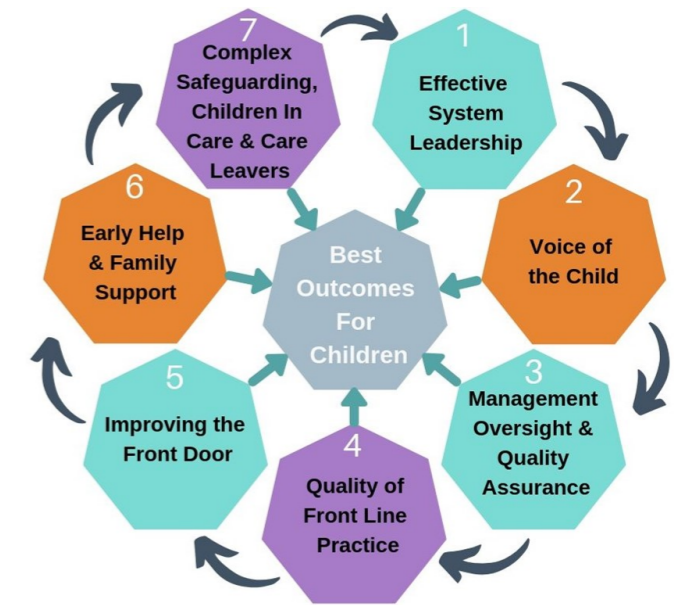 1
Effective
System
Leadership
2
Voice of
the Child
3
Management
Oversight &
Quality
Assurance
4
Quality of
Front Line
Practice
5
Improving the
Front Door
6
Early Help
& Family
Support
7
Complex
Safeguarding,
Children In
Care & Care
Leavers
Best
Outcomes
For
Children